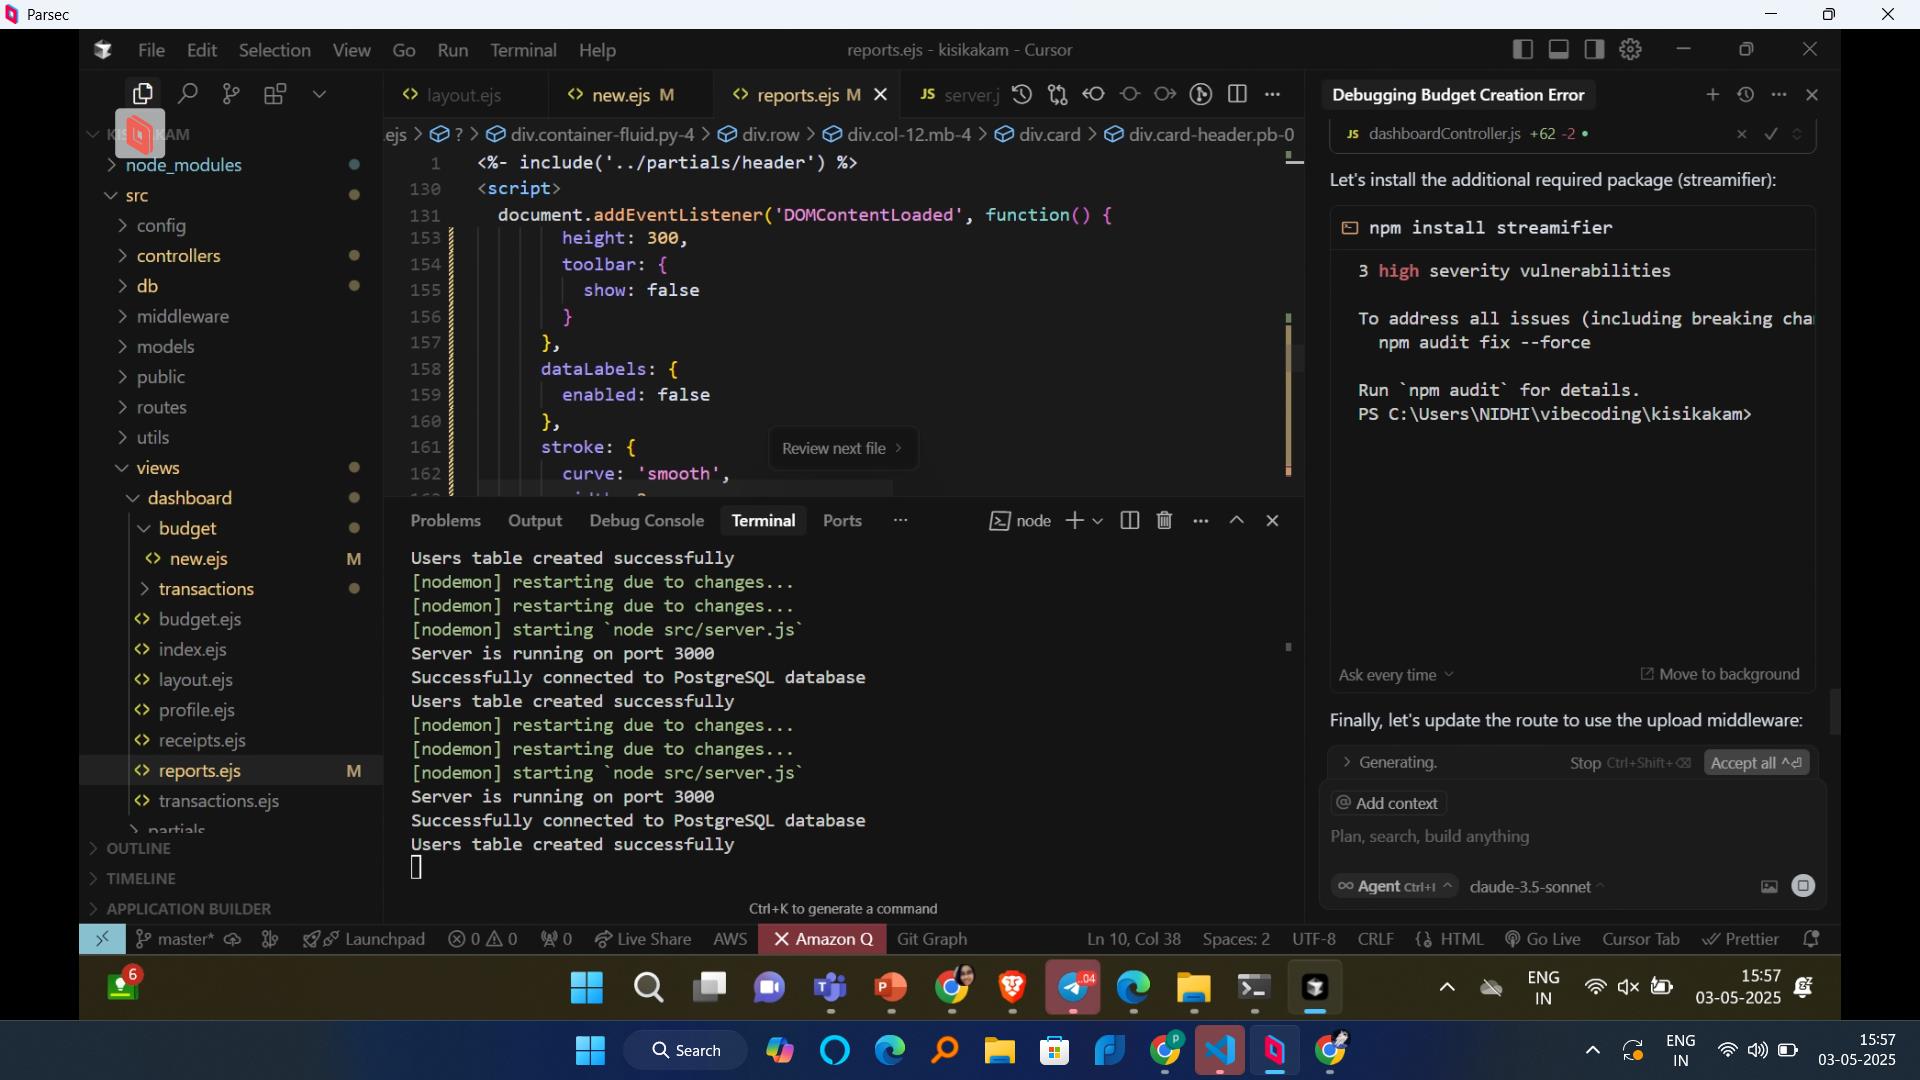 Parsec
File Edit Selection View Go Run Terminal Help
reports.ejs - kisikakam - Cursor
layout.ejs
new.ejs M
reports.ejs M
JS server.j
.ejs > ? > div.container-fluid.py-4 > div.row > div.col-12.mb-4 > div.card > div.card-header.pb-0
node_modules
src
config
controllers
db
middleware
models
public
routes
utils
views
dashboard
budget
new.ejs M
transactions
budget.ejs
index.ejs
layout.ejs
profile.ejs
receipts.ejs
reports.ejs M
transactions.ejs
partials
OUTLINE
TIMELINE
APPLICATION BUILDER
1 <%- include('../partials/header') %>
130 <script>
131 document.addEventListener('DOMContentLoaded', function() {
153 height: 300,
154 toolbar: {
155 show: false
156 }
157 },
158 dataLabels: {
159 enabled: false
160 },
161 stroke: {
162 curve: 'smooth',
Review next file >
Problems Output Debug Console Terminal Ports ...
node
Users table created successfully
[nodemon] restarting due to changes...
[nodemon] restarting due to changes...
[nodemon] starting `node src/server.js`
Server is running on port 3000
Successfully connected to PostgreSQL database
Users table created successfully
[nodemon] restarting due to changes...
[nodemon] restarting due to changes...
[nodemon] starting `node src/server.js`
Server is running on port 3000
Successfully connected to PostgreSQL database
Users table created successfully
Ctrl+K to generate a command
Debugging Budget Creation Error
JS dashboardController.js +62 -2
Let's install the additional required package (streamifier):
npm install streamifier
3 high severity vulnerabilities
To address all issues (including breaking cha
npm audit fix --force
Run `npm audit` for details.
PS C:\Users\NIDHI\vibecoding\kisikakam>
Ask every time
Move to background
Finally, let's update the route to use the upload middleware:
Generating.
Stop Ctrl+Shift+⌫
Accept all ^⏎
@ Add context
Plan, search, build anything
∞ Agent Ctrl+I
claude-3.5-sonnet
master*
Launchpad
0 0
0
Live Share
AWS
Amazon Q
Git Graph
Ln 10, Col 38
Spaces: 2
UTF-8
CRLF
{} HTML
Go Live
Cursor Tab
Prettier
6
.04
ENG
IN
15:57
03-05-2025
Search
P
ENG
IN
15:57
03-05-2025